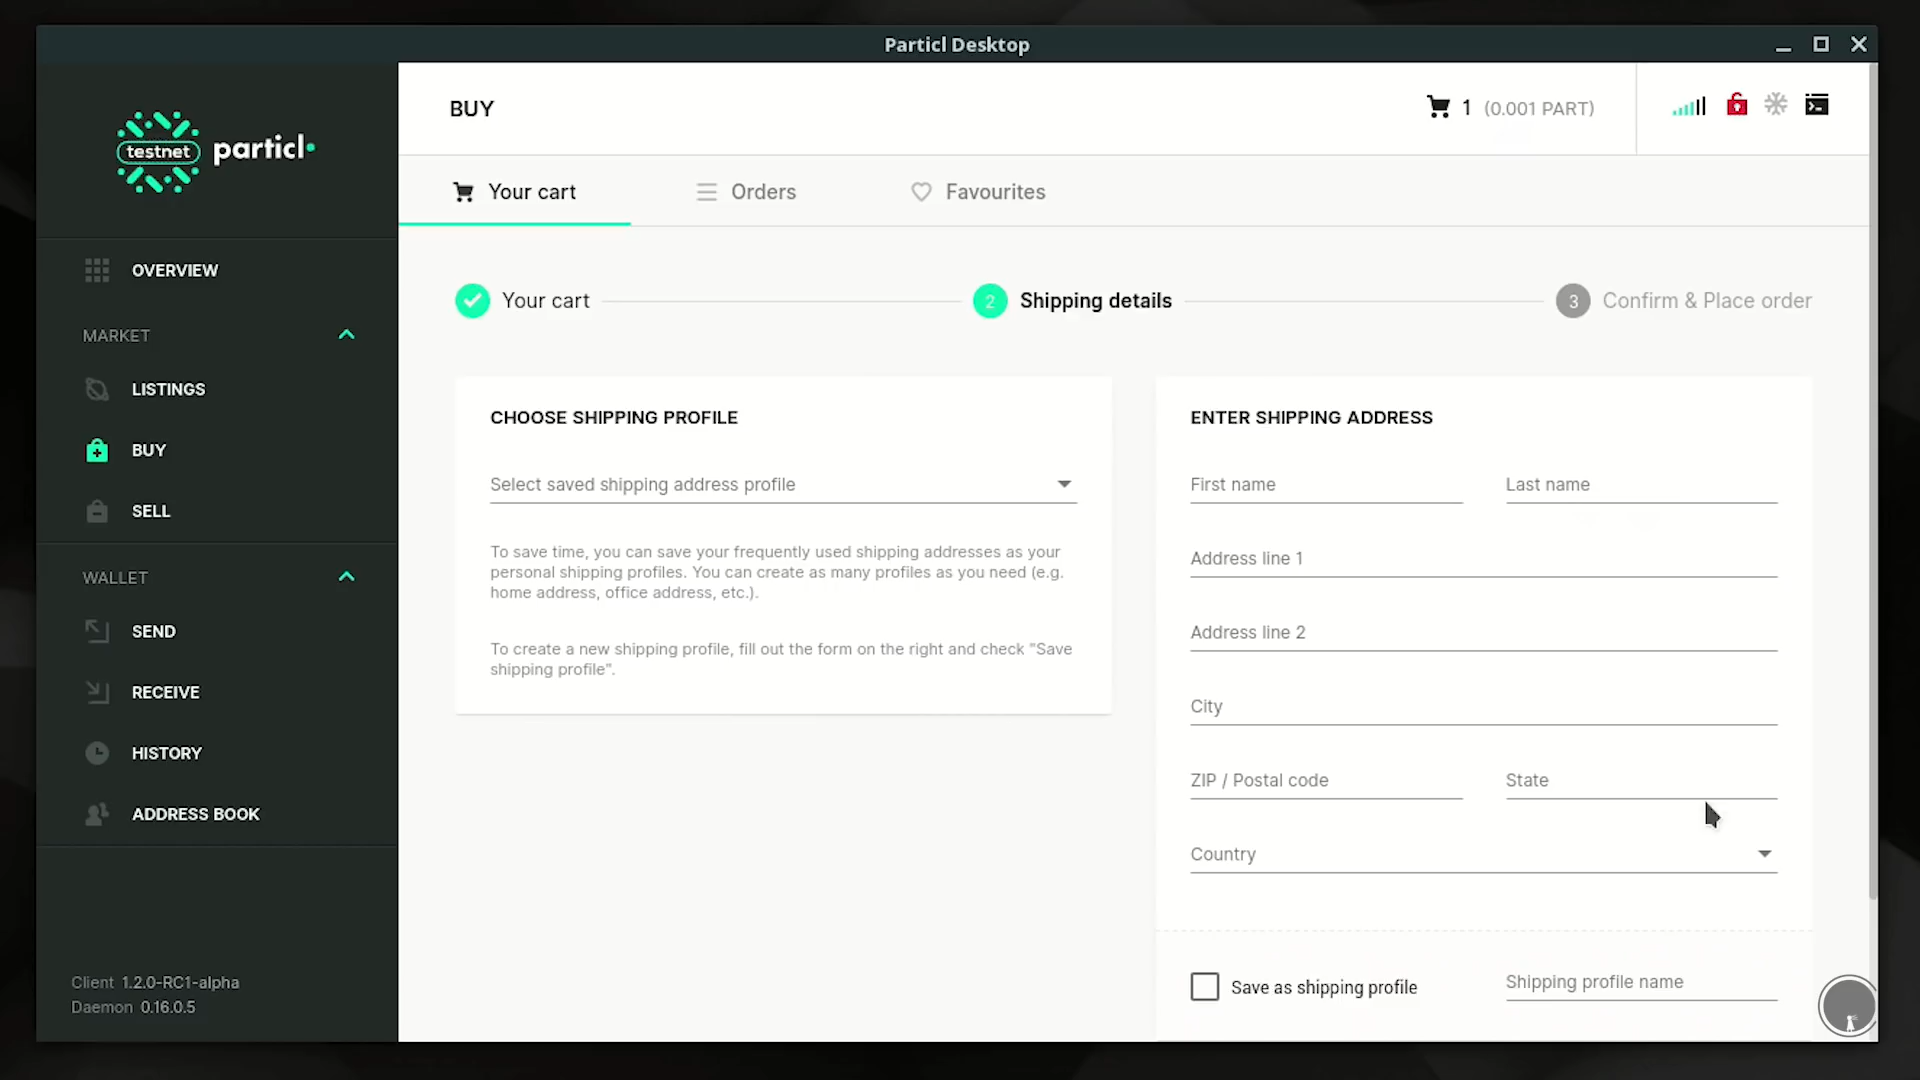 Particl Desktop
testnet particl
BUY
1 (0.001 PART)
Your cart
Orders
Favourites
OVERVIEW
MARKET
LISTINGS
BUY
SELL
WALLET
SEND
RECEIVE
HISTORY
ADDRESS BOOK
Client 1.2.0-RC1-alpha
Daemon 0.16.0.5
Your cart
2 Shipping details
3 Confirm & Place order
CHOOSE SHIPPING PROFILE
Select saved shipping address profile
To save time, you can save your frequently used shipping addresses as your
personal shipping profiles. You can create as many profiles as you need (e.g.
home address, office address, etc.).
To create a new shipping profile, fill out the form on the right and check "Save
shipping profile".
ENTER SHIPPING ADDRESS
First name
Last name
Address line 1
Address line 2
City
ZIP / Postal code
State
Country
Save as shipping profile
Shipping profile name